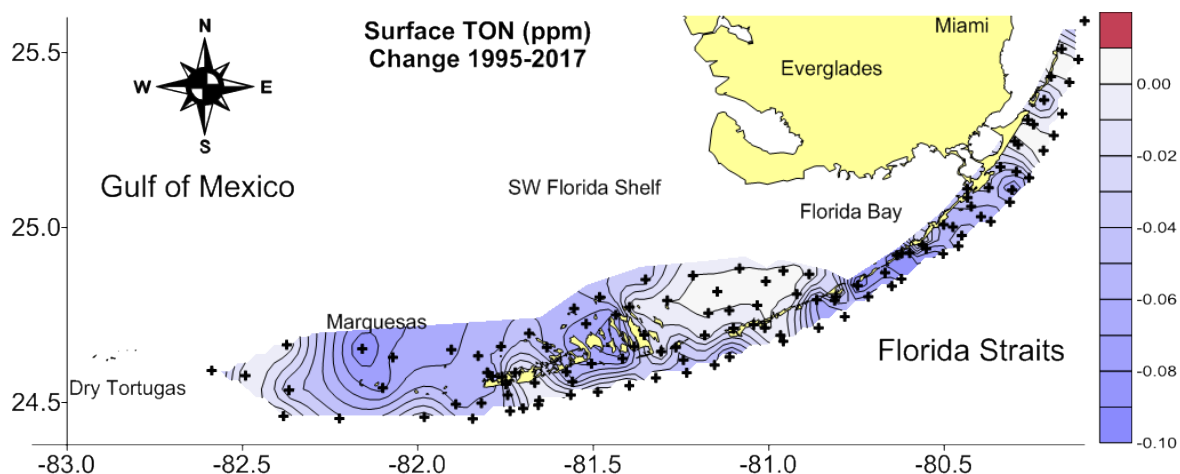 Surface TON (ppm)
Change 1995-2017
Miami
Everglades
N
W
E
S
Gulf of Mexico
SW Florida Shelf
Florida Bay
Marquesas
Dry Tortugas
Florida Straits
25.5
25.0
24.5
-83.0
-82.5
-82.0
-81.5
-81.0
-80.5
0.00
-0.02
-0.04
-0.06
-0.08
-0.10